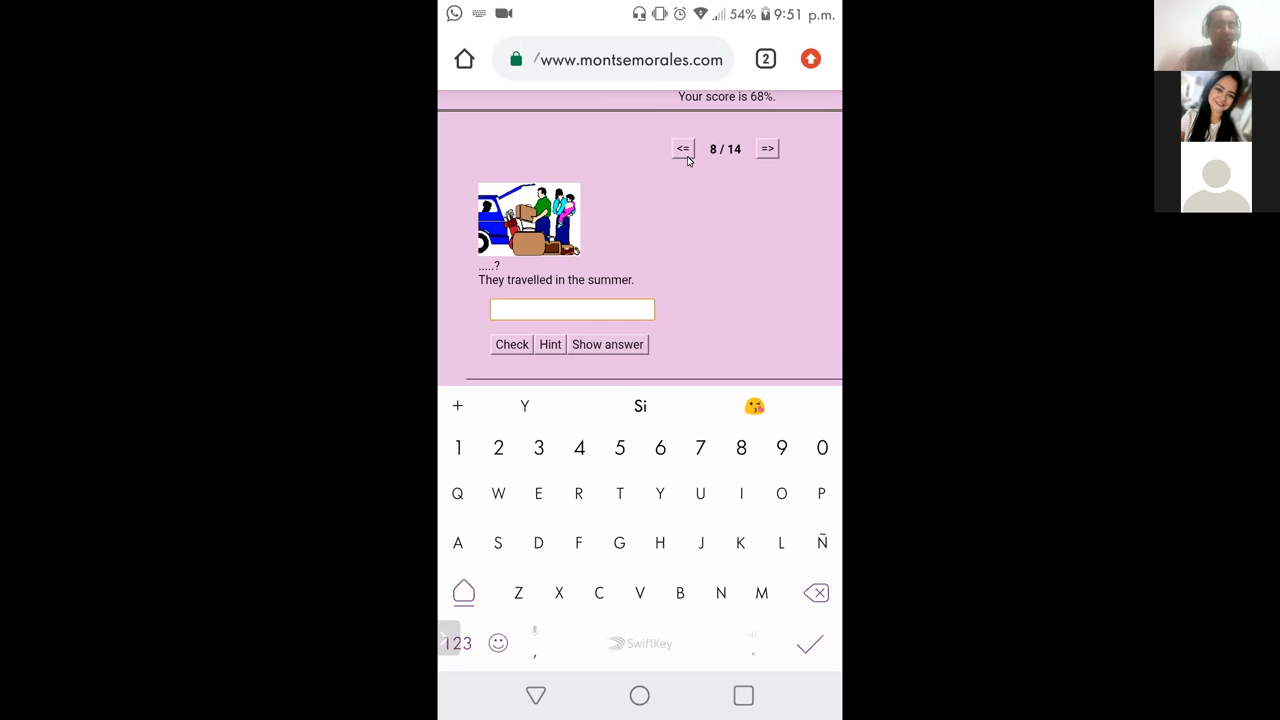 54% 9:51 p.m.
/www.montsemorales.com 2
Your score is 68%.
<= 8 / 14 =>
.....?
They travelled in the summer.
Check Hint Show answer
+ Y Si
1 2 3 4 5 6 7 8 9 0
Q W E R T Y U I O P
A S D F G H J K L Ñ
Z X C V B N M
123 , SwiftKey .